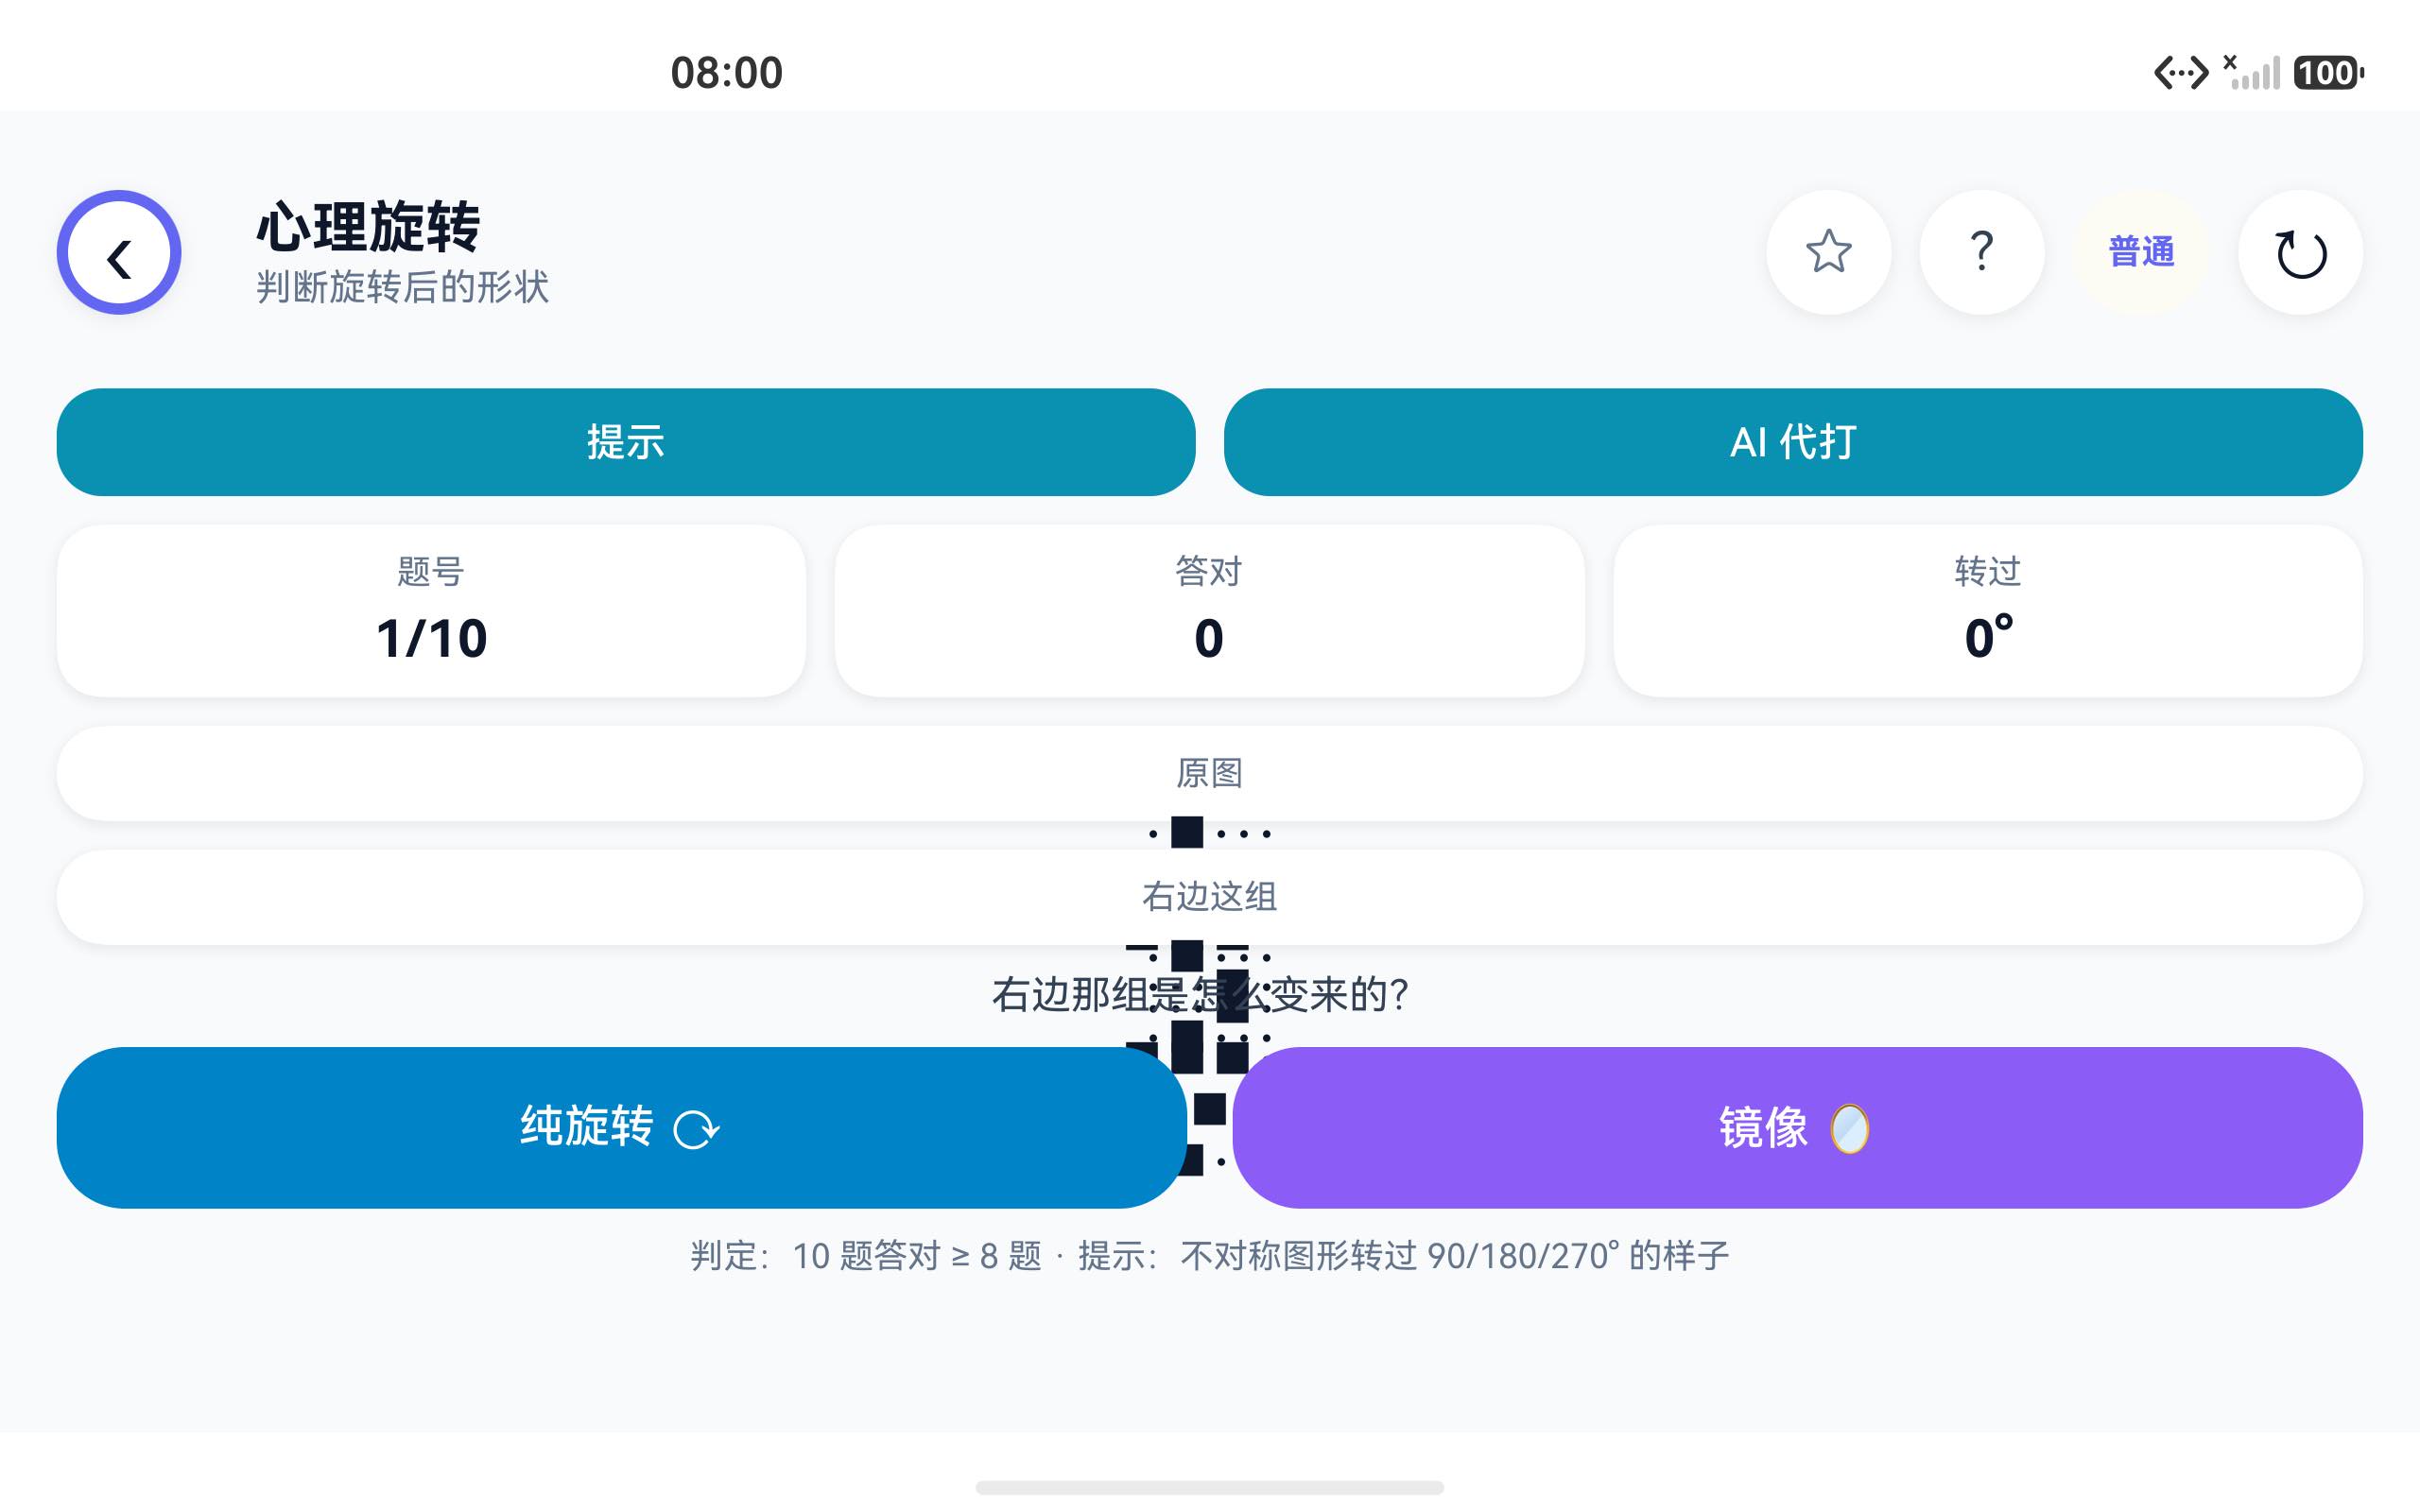 08:00
100
心理旋转
判断旋转后的形状
?
普通
提示
AI 代打
题号
1/10
答对
0
转过
0°
原图
右边这组
右边那组是怎么变来的?
纯旋转
镜像
判定：10 题答对 ≥ 8 题 · 提示：不对称图形转过 90/180/270° 的样子